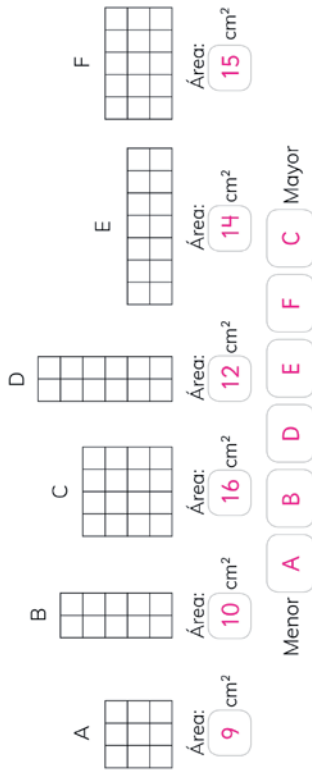 A
B
C
D
E
F
Área:
9 cm²
Área:
10 cm²
Área:
16 cm²
Área:
12 cm²
Área:
14 cm²
Área:
15 cm²
Menor A B D E F C Mayor